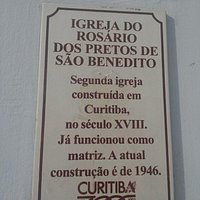 IGREJA DO
ROSÁRIO
DOS PRETOS DE
SÃO BENEDITO
Segunda igreja
construída em
Curitiba,
no século XVIII.
Já funcionou como
matriz. A atual
construção é de 1946.
CURITIBA